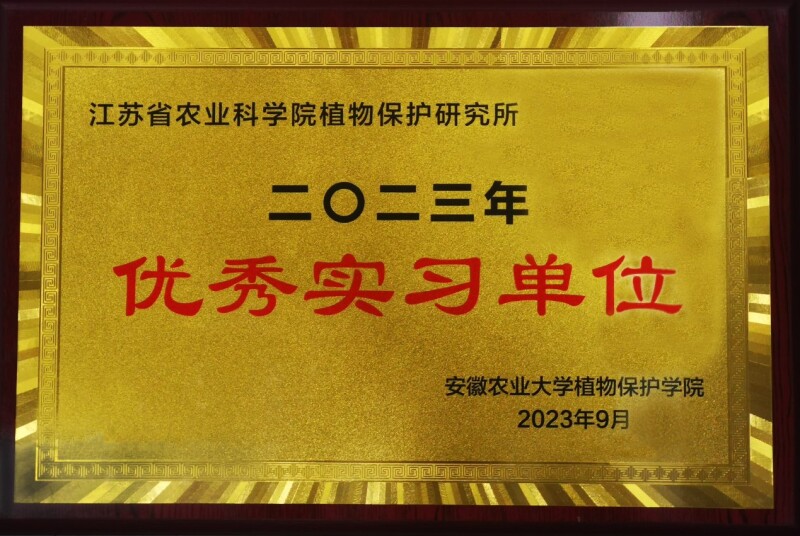 江苏省农业科学院植物保护研究所
二〇二三年
优秀实习单位
安徽农业大学植物保护学院
2023年9月